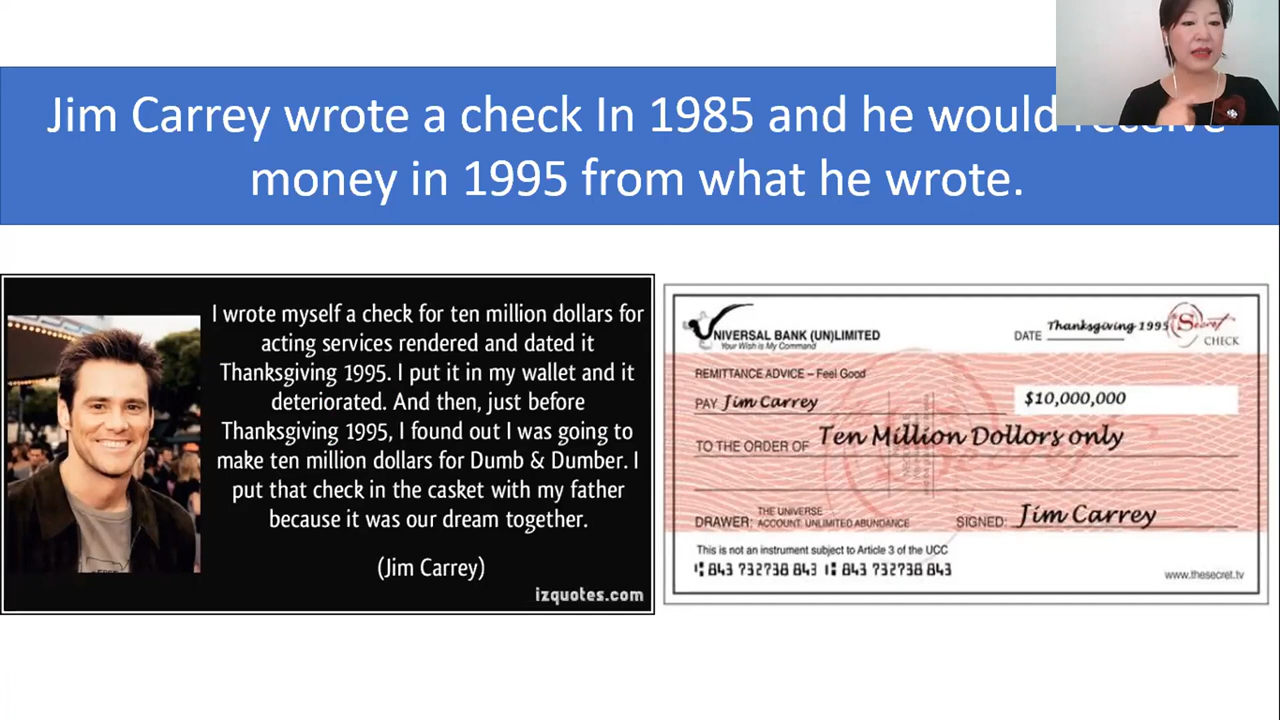 Jim Carrey wrote a check In 1985 and he would receive
money in 1995 from what he wrote.
I wrote myself a check for ten million dollars for
acting services rendered and dated it
Thanksgiving 1995. I put it in my wallet and it
deteriorated. And then, just before
Thanksgiving 1995, I found out I was going to
make ten million dollars for Dumb & Dumber. I
put that check in the casket with my father
because it was our dream together.
(Jim Carrey)
izquotes.com
UNIVERSAL BANK (UN)LIMITED
Your Wish is My Command
DATE Thanksgiving 1995
Secret
CHECK
REMITTANCE ADVICE – Feel Good
PAY Jim Carrey
$10,000,000
TO THE ORDER OF Ten Million Dollors only
DRAWER: THE UNIVERSE
ACCOUNT: UNLIMITED ABUNDANCE
SIGNED: Jim Carrey
This is not an instrument subject to Article 3 of the UCC
843 732738 843 843 732738 843
www.thesecret.tv